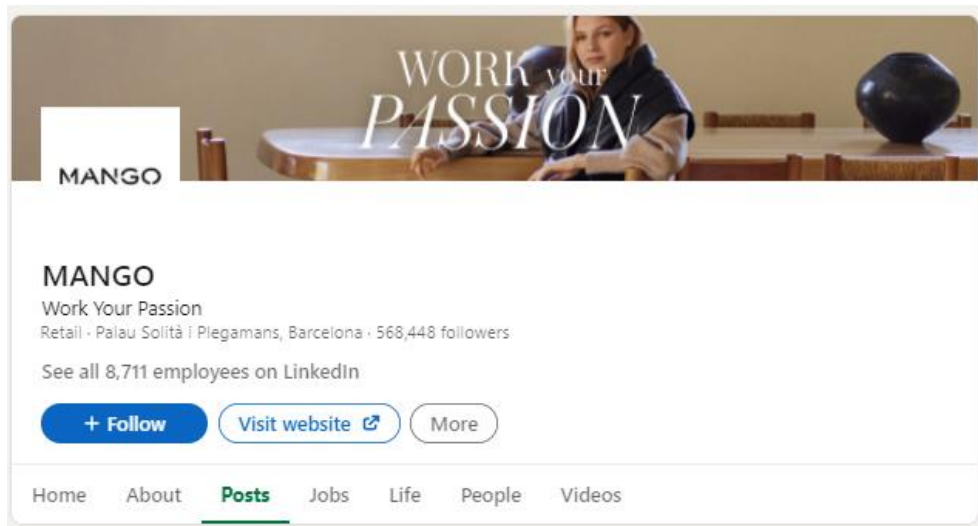 WORK your
PASSION
MANGO
MANGO
Work Your Passion
Retail · Palau Solità i Plegamans, Barcelona · 568,448 followers
See all 8,711 employees on LinkedIn
+ Follow Visit website More
Home About Posts Jobs Life People Videos